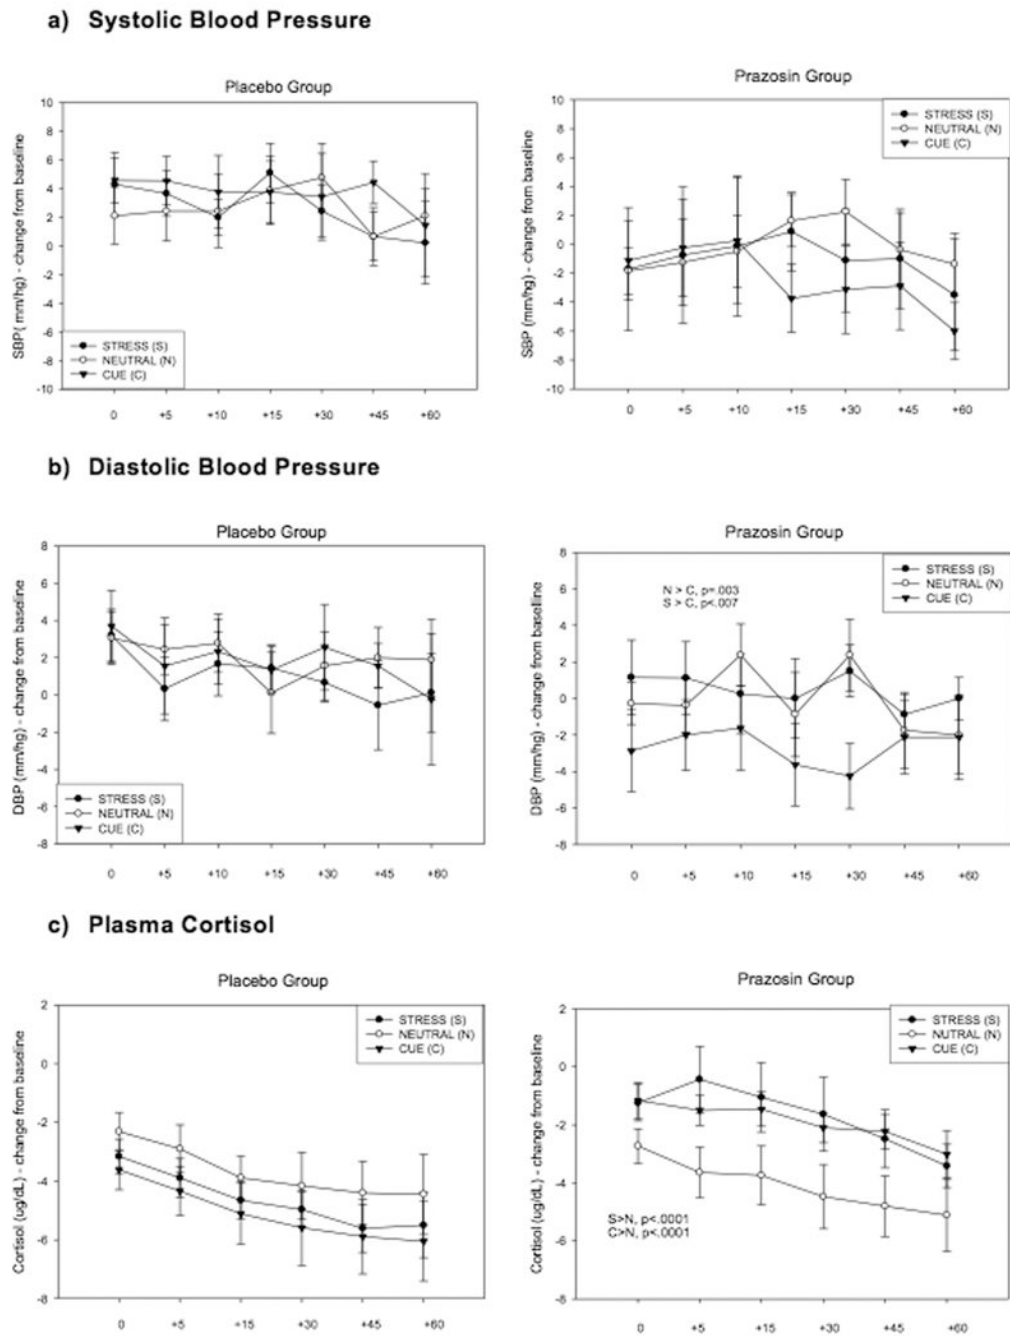 a) Systolic Blood Pressure
Placebo Group
SBP( mm/hg) - change from baseline
10
8
6
4
2
0
-2
-4
-6
-8
-10
STRESS (S)
NEUTRAL (N)
CUE (C)
0 +5 +10 +15 +30 +45 +60
Prazosin Group
SBP (mm/hg) - change from baseline
10
8
6
4
2
0
-2
-4
-6
-8
-10
STRESS (S)
NEUTRAL (N)
CUE (C)
0 +5 +10 +15 +30 +45 +60
b) Diastolic Blood Pressure
Placebo Group
DBP (mm/hg) - change from baseline
8
6
4
2
0
-2
-4
-6
-8
STRESS (S)
NEUTRAL (N)
CUE (C)
0 +5 +10 +15 +30 +45 +60
Prazosin Group
DBP (mm/hg) - change from baselline
8
6
4
2
0
-2
-4
-6
-8
STRESS (S)
NEUTRAL (N)
CUE (C)
N > C, p=.003
S > C, p<.007
0 +5 +10 +15 +30 +45 +60
c) Plasma Cortisol
Placebo Group
Cortisol (ug/dL) - change from baseline
2
0
-2
-4
-6
-8
STRESS (S)
NEUTRAL (N)
CUE (C)
0 +5 +15 +30 +45 +60
Prazosin Group
Cortisol (ug/dL) - change from baseline
2
0
-2
-4
-6
-8
STRESS (S)
NUTRAL (N)
CUE (C)
S>N, p<.0001
C>N, p<.0001
0 +5 +15 +30 +45 +60